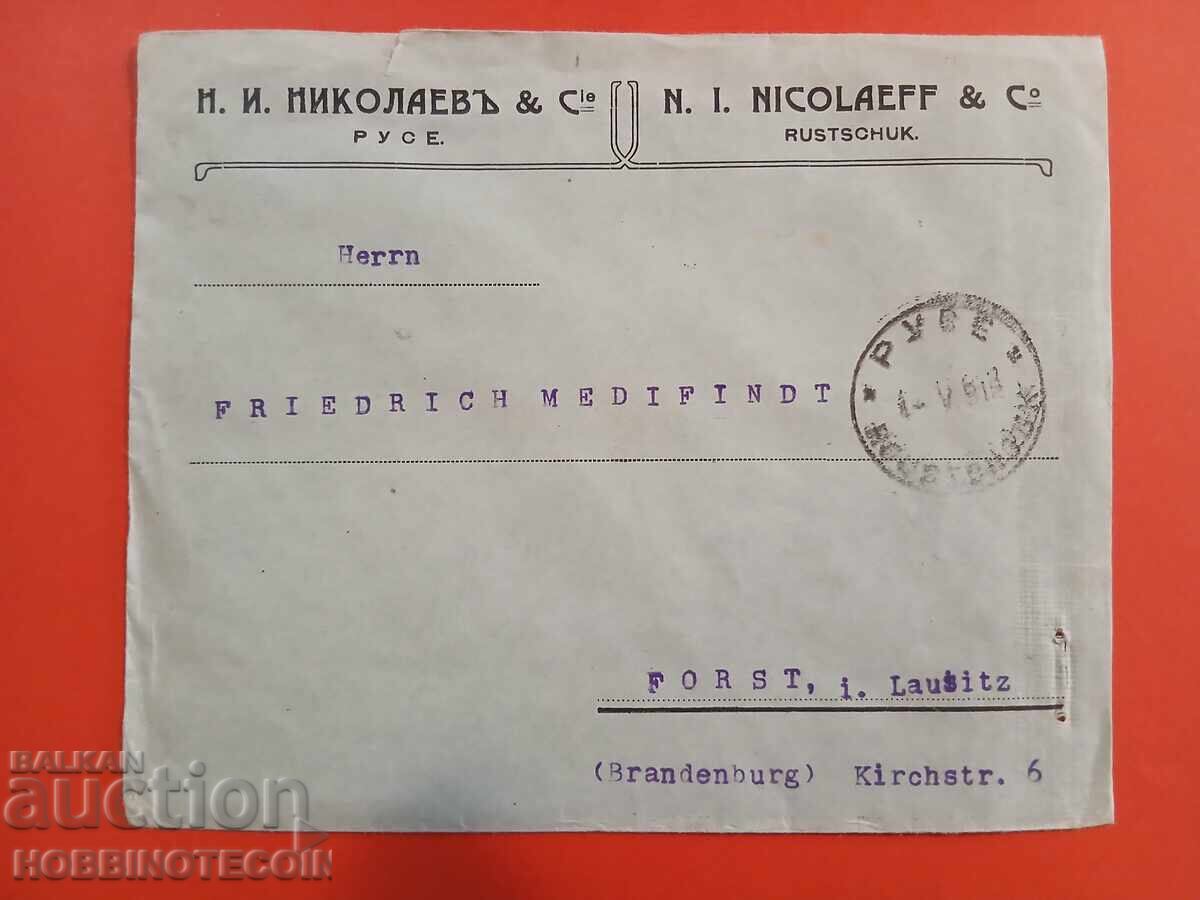 Н. И. НИКОЛАЕВЪ & Cie
РУСЕ.
N. I. NICOLAEFF & Co
RUSTSCHUK.
Herrn
FRIEDRICH MEDIFINDT
* РУСЕ *
FORST, i. Lausitz
(Brandenburg) Kirchstr. 6
BALKAN
auction
HOBBINOTECOIN